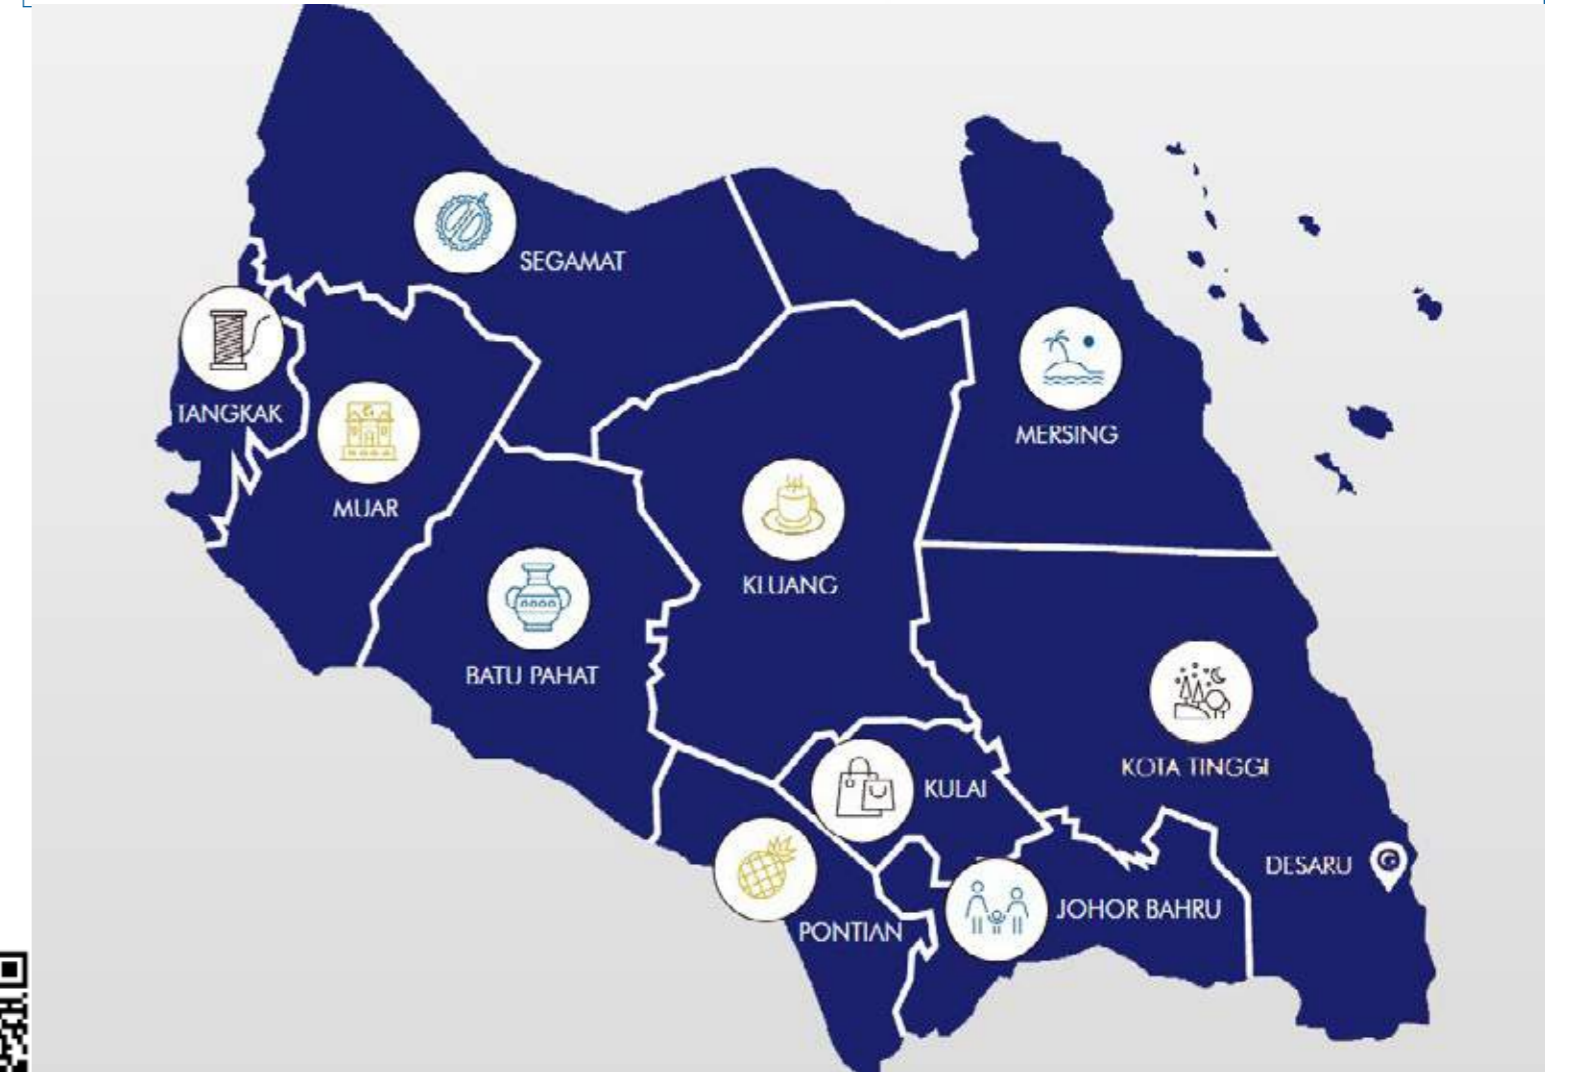 SEGAMAT
TANGKAK
MUAR
MERSING
KLUANG
BATU PAHAT
KOTA TINGGI
KULAI
DESARU
JOHOR BAHRU
PONTIAN